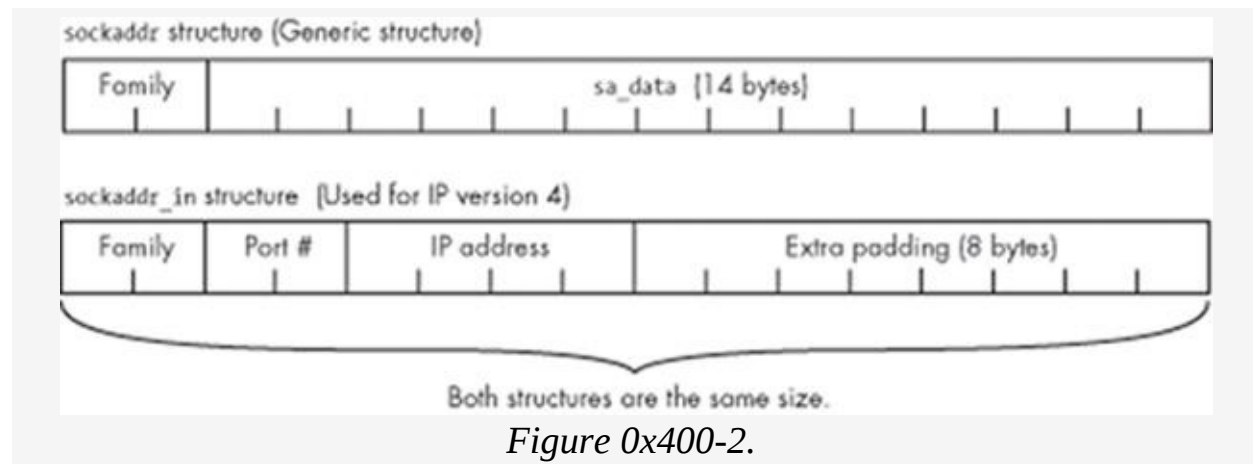 sockaddr structure (Generic structure)
Family sa_data (14 bytes)
sockaddr_in structure (Used for IP version 4)
Family Port # IP address Extra padding (8 bytes)
Both structures are the same size.
Figure 0x400-2.